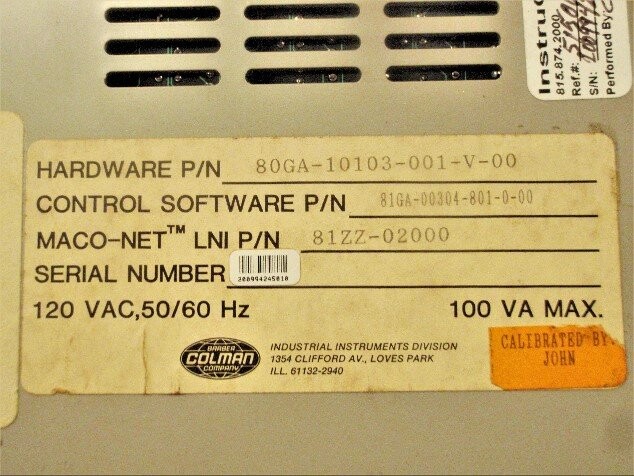 Instruc
815.874.2000
Ref.#:
S/N:
Performed By:
HARDWARE P/N 80GA-10103-001-V-00
CONTROL SOFTWARE P/N 81GA-00304-801-0-00
MACO-NET™ LNI P/N 81ZZ-02000
SERIAL NUMBER 200994245010
120 VAC,50/60 Hz 100 VA MAX.
BARBER
COLMAN
COMPANY
INDUSTRIAL INSTRUMENTS DIVISION
1354 CLIFFORD AV., LOVES PARK
ILL. 61132-2940
CALIBRATED BY
JOHN